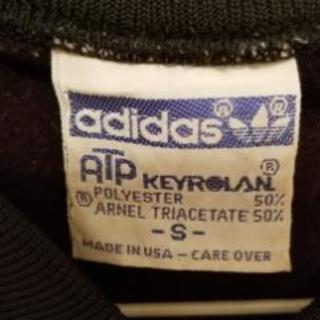 adidas®®
ATP KEYROLAN®
POLYESTER 50%
® ARNEL TRIACETATE 50%
-S-
MADE IN USA - CARE OVER